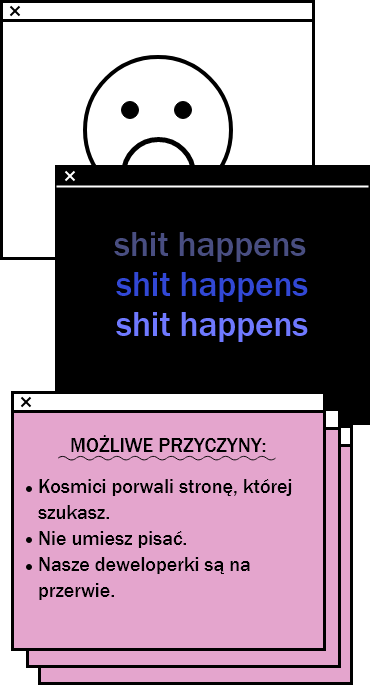 shit happens
shit happens
shit happens
MOŻLIWE PRZYCZYNY:
• Kosmici porwali stronę, której
szukasz.
• Nie umiesz pisać.
• Nasze deweloperki są na
przerwie.